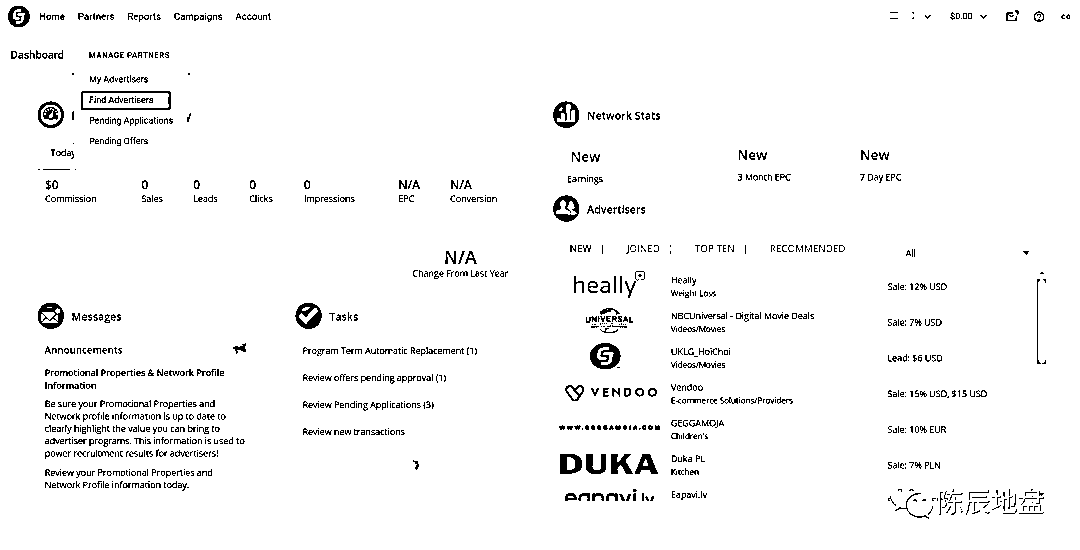 Home Partners Reports Campaigns Account
$0.00
Dashboard
MANAGE PARTNERS
My Advertisers
Find Advertisers
Pending Applications
Pending Offers
Today
$0 0 0 0 0 N/A N/A
Commission Sales Leads Clicks Impressions EPC Conversion
N/A
Change From Last Year
Messages
Announcements
Promotional Properties & Network Profile
Information
Be sure your Promotional Properties and
Network profile information is up to date to
clearly highlight the value you can bring to
advertiser programs. This information is used to
power recruitment results for advertisers!
Review your Promotional Properties and
Network Profile information today.
Tasks
Program Term Automatic Replacement (1)
Review offers pending approval (1)
Review Pending Applications (3)
Review new transactions
Network Stats
New New New
Earnings 3 Month EPC 7 Day EPC
Advertisers
NEW | JOINED | TOP TEN | RECOMMENDED All
heally Heally
Weight Loss
Sale: 12% USD
UNIVERSAL NBCUniversal - Digital Movie Deals
Videos/Movies
Sale: 7% USD
UKLG_HoiChoi
Videos/Movies
Lead: $6 USD
VENDOO Vendoo
E-commerce Solutions/Providers
Sale: 15% USD, $15 USD
WWW.GEGGAMOJA.COM GEGGAMOJA
Children's
Sale: 10% EUR
DUKA Duka PL
Kitchen
Sale: 7% PLN
eapavi.lv Eapavi.lv
陈辰地盘